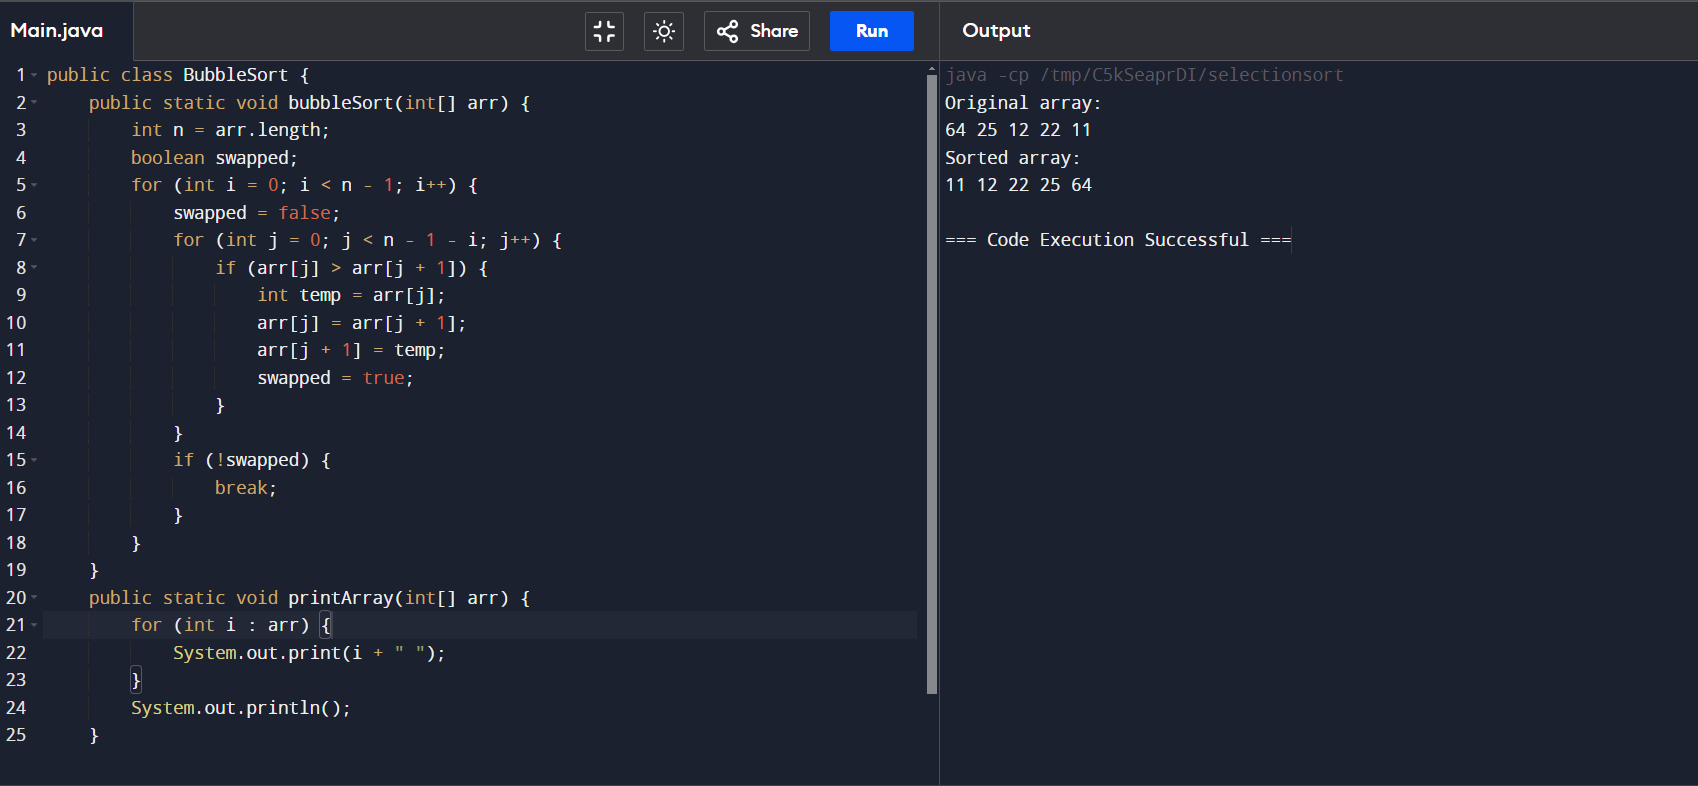 Main.java
Share
Run
Output
1 public class BubbleSort {
2     public static void bubbleSort(int[] arr) {
3         int n = arr.length;
4         boolean swapped;
5         for (int i = 0; i < n - 1; i++) {
6             swapped = false;
7             for (int j = 0; j < n - 1 - i; j++) {
8                 if (arr[j] > arr[j + 1]) {
9                     int temp = arr[j];
10                     arr[j] = arr[j + 1];
11                     arr[j + 1] = temp;
12                     swapped = true;
13                 }
14             }
15             if (!swapped) {
16                 break;
17             }
18         }
19     }
20     public static void printArray(int[] arr) {
21         for (int i : arr) {
22             System.out.print(i + " ");
23         }
24         System.out.println();
25     }
java -cp /tmp/C5kSeaprDI/selectionsort
Original array:
64 25 12 22 11
Sorted array:
11 12 22 25 64
=== Code Execution Successful ===